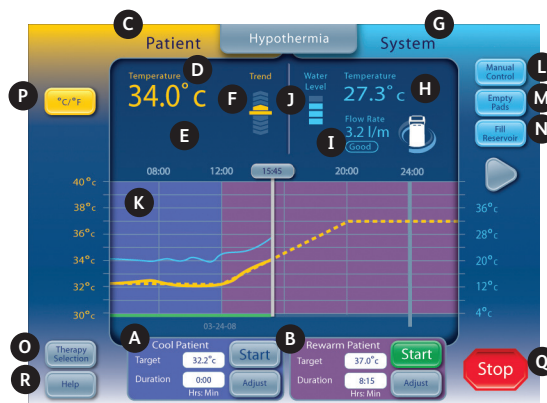 C
G
Patient
Hypothermia
System
D
L
Temperature
34.0°c
Trend
F
Water
Level
J
Temperature
27.3°c
H
Manual
Control
P
°C/°F
M
Empty
Pads
E
I
Flow Rate
3.2 l/m
Good
N
Fill
Reservoir
08:00
12:00
15:45
20:00
24:00
K
40°c
38°c
36°c
34°c
32°c
30°c
36°c
28°c
20°c
12°c
4°c
03-24-08
A
Cool Patient
B
Rewarm Patient
O
Therapy
Selection
Target
32.2°c
Start
Target
37.0°c
Start
Q
Stop
R
Help
Duration
0:00
Adjust
Duration
8:15
Adjust
Hrs: Min
Hrs: Min